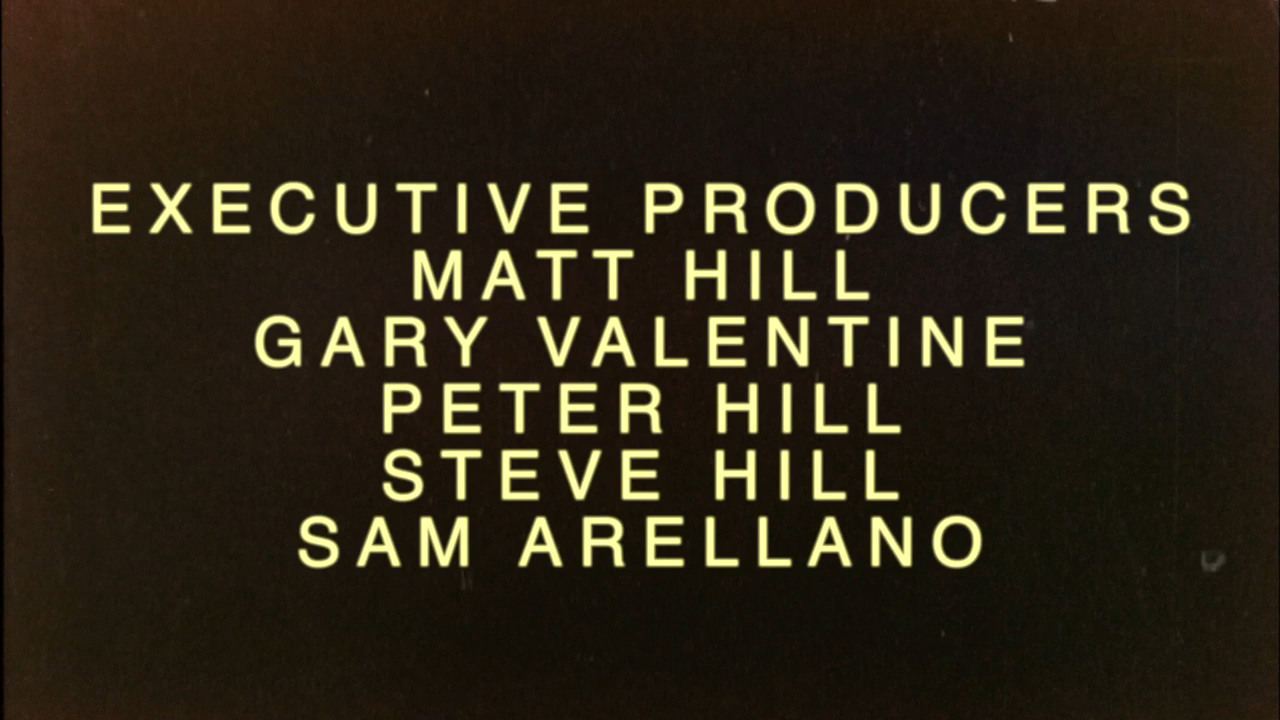 EXECUTIVE PRODUCERS
MATT HILL
GARY VALENTINE
PETER HILL
STEVE HILL
SAM ARELLANO